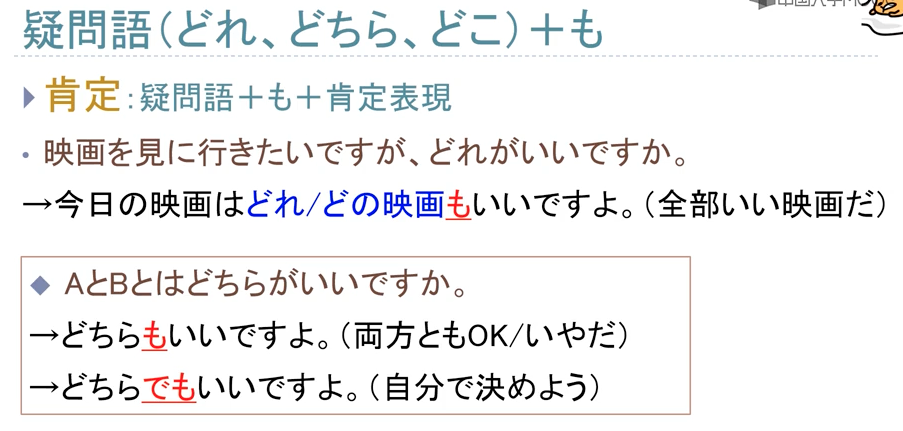 疑問語（どれ、どちら、どこ）＋も
肯定：疑問語＋も＋肯定表現
・映画を見に行きたいですが、どれがいいですか。
→今日の映画はどれ/どの映画もいいですよ。（全部いい映画だ）
◆ AとBとはどちらがいいですか。
→どちらもいいですよ。（両方ともOK/いやだ）
→どちらでもいいですよ。（自分で決めよう）